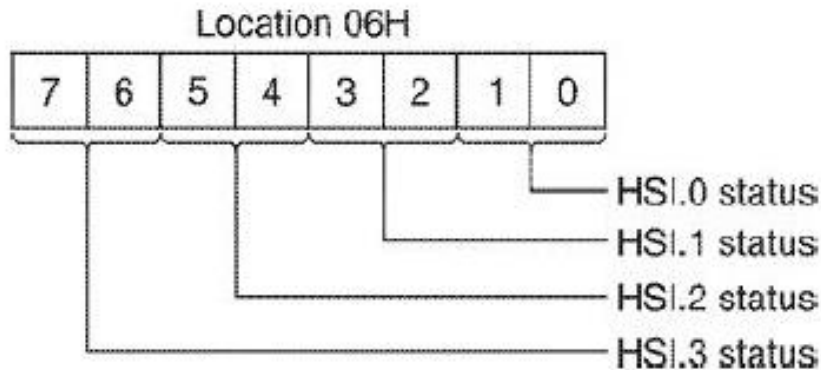 Location 06H
7 6 5 4 3 2 1 0
HSI.0 status
HSI.1 status
HSI.2 status
HSI.3 status